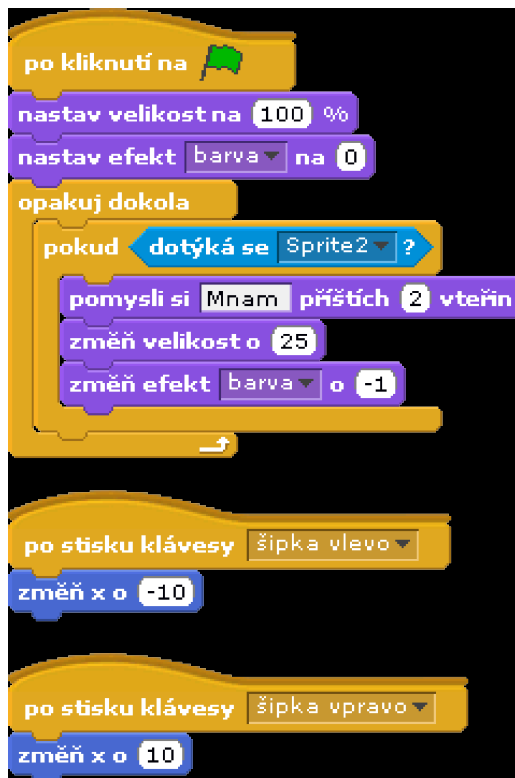 po kliknutí na
nastav velikost na 100 %
nastav efekt barva na 0
opakuj dokola
pokud dotýká se Sprite2 ?
pomysli si Mnam příštích 2 vteřin
změň velikost o 25
změň efekt barva o -1
po stisku klávesy šipka vlevo
změň x o -10
po stisku klávesy šipka vpravo
změň x o 10